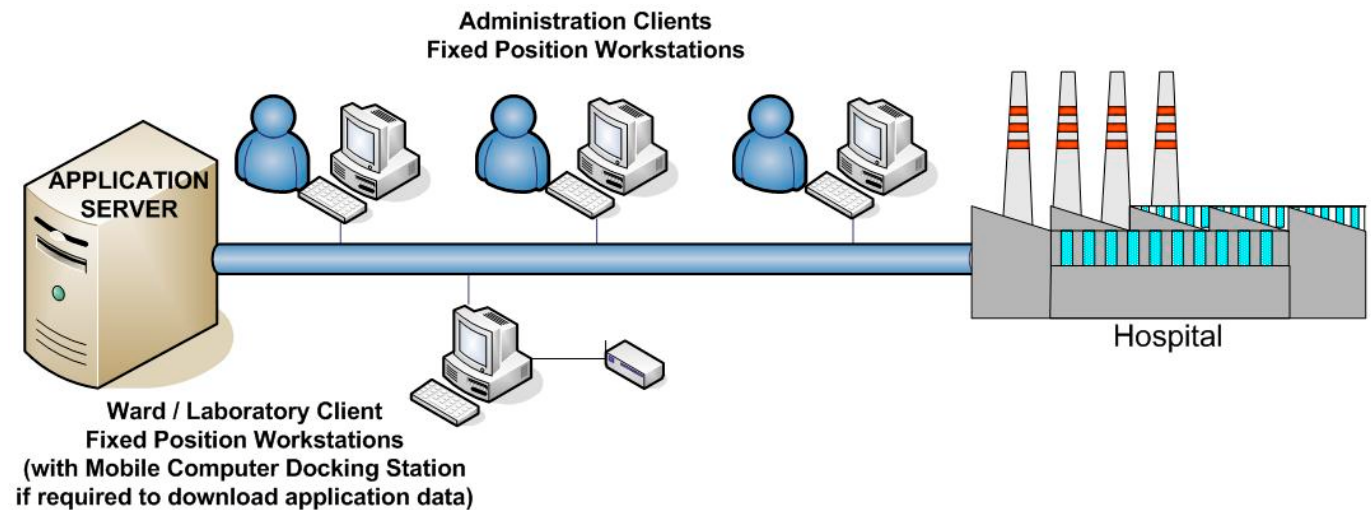 Administration Clients
Fixed Position Workstations
APPLICATION
SERVER
Hospital
Ward / Laboratory Client
Fixed Position Workstations
(with Mobile Computer Docking Station
if required to download application data)